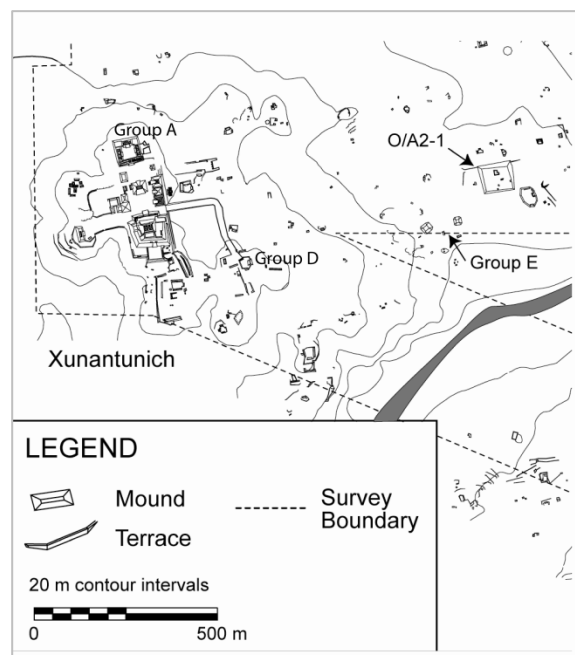 Group A
O/A2-1
Group D
Group E
Xunantunich
LEGEND
Mound
Terrace
Survey
Boundary
20 m contour intervals
0 500 m